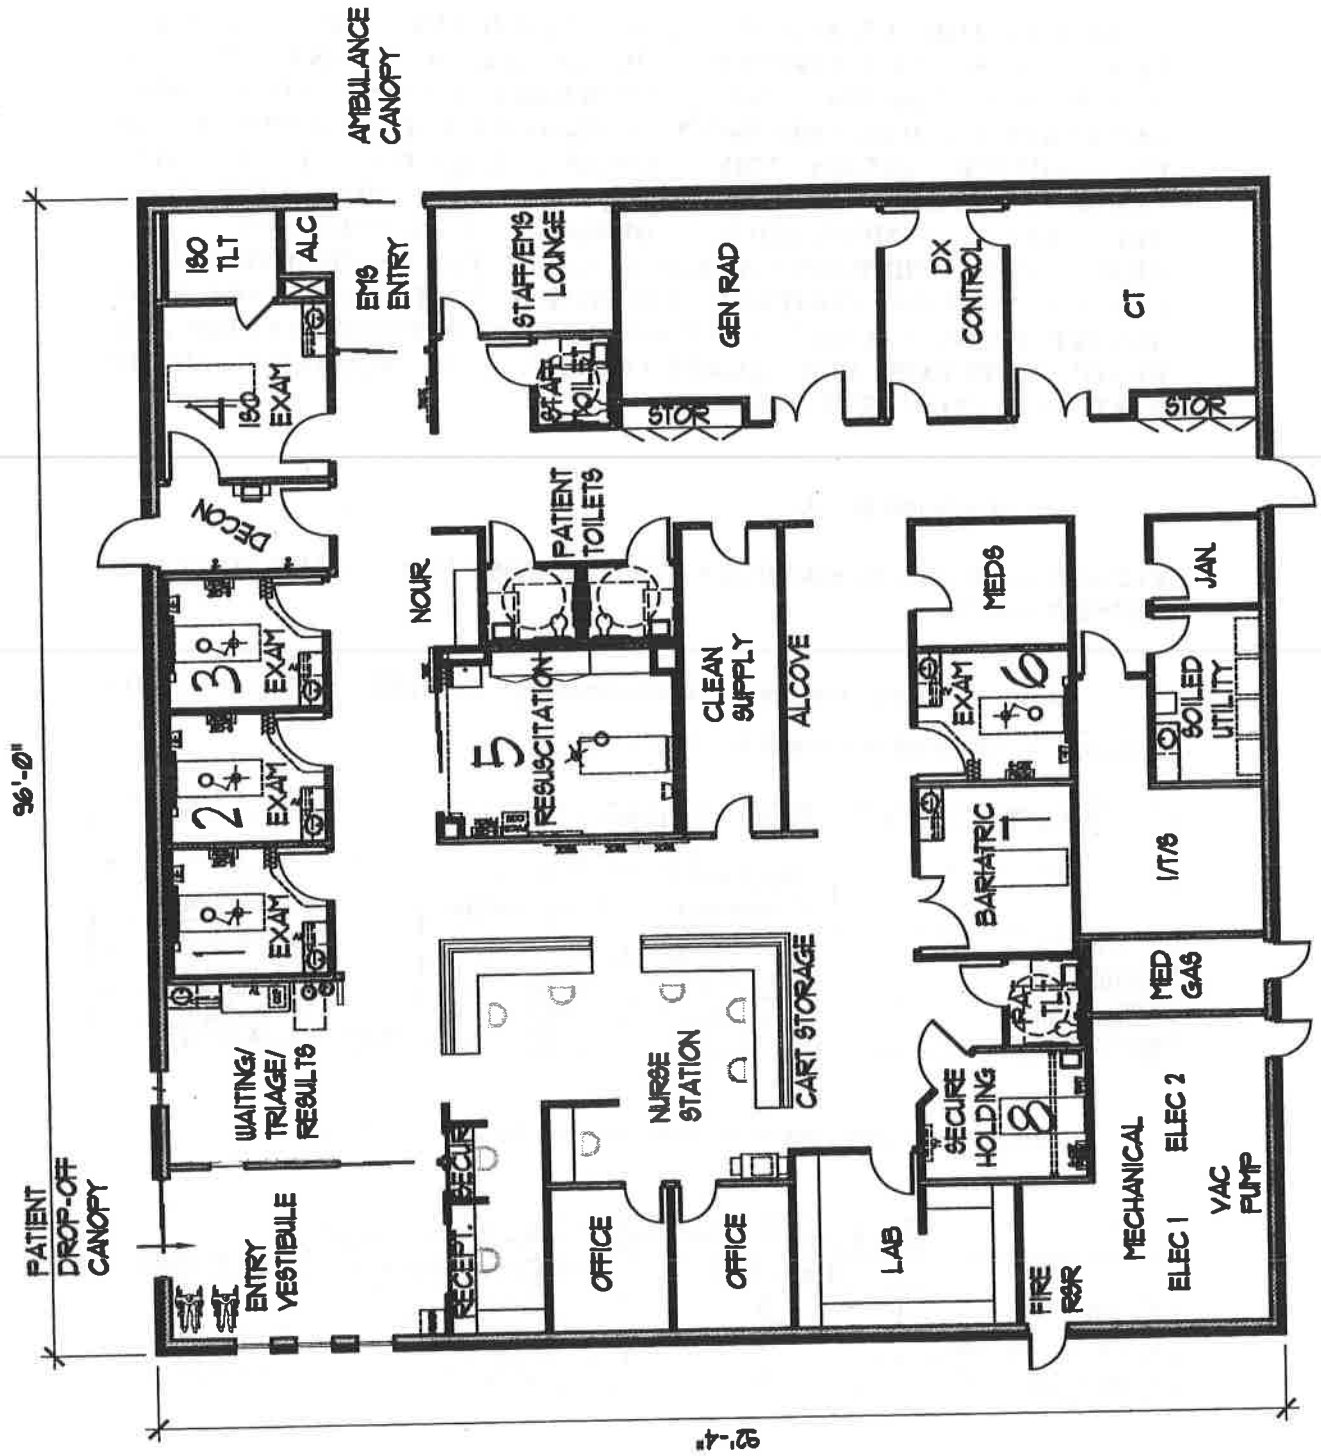 96'-0"
92'-4"
PATIENT
DROP-OFF
CANOPY
ENTRY
VESTIBULE
WAITING/
TRIAGE/
RESULTS
1
EXAM
2
EXAM
3
EXAM
DECON
4
ISO
EXAM
ISO
TLT
ALC
EMS
ENTRY
AMBULANCE
CANOPY
RECEPT.
SECUR
OFFICE
OFFICE
NURSE
STATION
CART STORAGE
5
RESUSCITATION
NOUR
PATIENT
TOILETS
CLEAN
SUPPLY
ALCOVE
STAFF/EMS
LOUNGE
STAFF
TOILET
STOR
GEN RAD
DX
CONTROL
CT
STOR
LAB
SECURE
HOLDING
8
PAT
TLT
BARIATRIC
7
EXAM
6
MEDS
FIRE
RSR
MECHANICAL
ELEC 1
ELEC 2
VAC
PUMP
MED
GAS
I/T/S
SOILED
UTILITY
JAN.